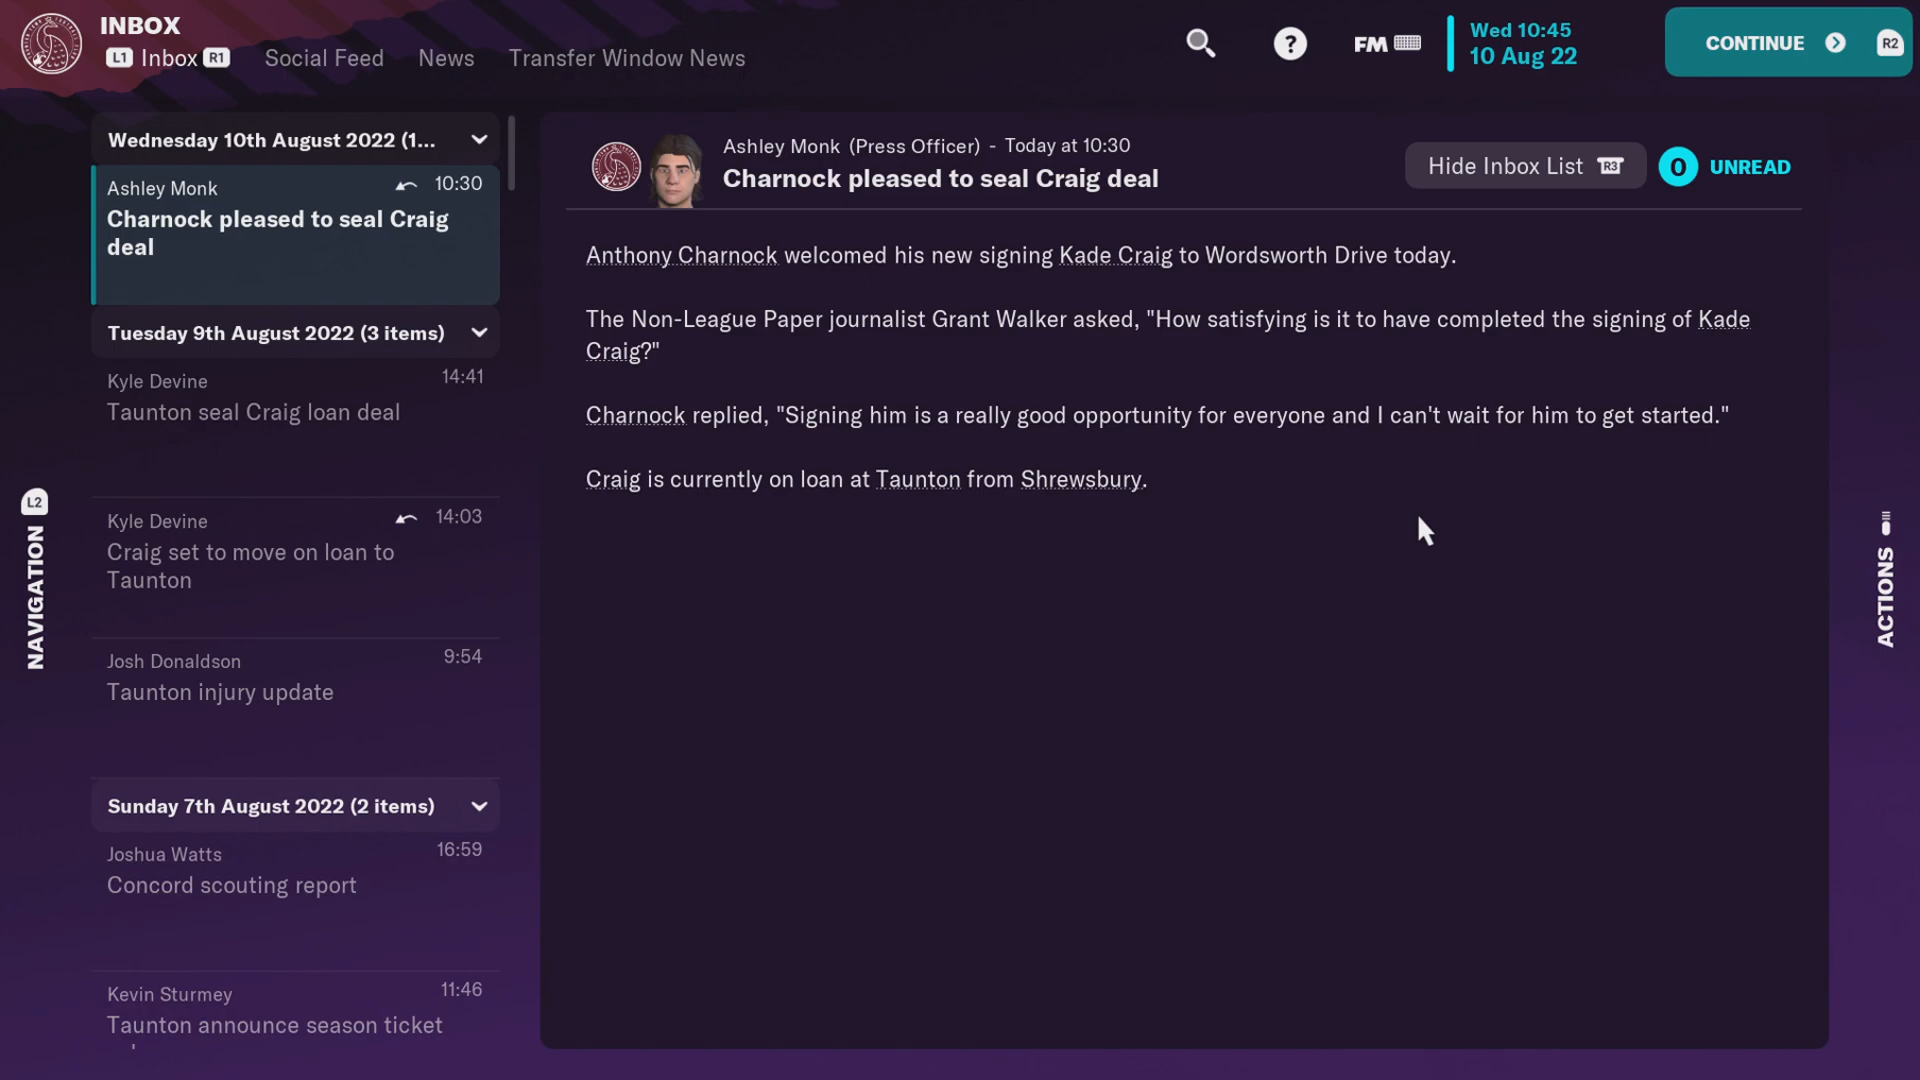 INBOX
L1 Inbox R1 Social Feed News Transfer Window News
?
FM
Wed 10:45
10 Aug 22
CONTINUE R2
Wednesday 10th August 2022 (1...
Ashley Monk 10:30
Charnock pleased to seal Craig
deal
Tuesday 9th August 2022 (3 items)
Kyle Devine 14:41
Taunton seal Craig loan deal
Kyle Devine 14:03
Craig set to move on loan to
Taunton
Josh Donaldson 9:54
Taunton injury update
Sunday 7th August 2022 (2 items)
Joshua Watts 16:59
Concord scouting report
Kevin Sturmey 11:46
Taunton announce season ticket
L2
NAVIGATION
Ashley Monk (Press Officer) - Today at 10:30
Charnock pleased to seal Craig deal
Hide Inbox List R3
0 UNREAD
Anthony Charnock welcomed his new signing Kade Craig to Wordsworth Drive today.
The Non-League Paper journalist Grant Walker asked, "How satisfying is it to have completed the signing of Kade
Craig?"
Charnock replied, "Signing him is a really good opportunity for everyone and I can't wait for him to get started."
Craig is currently on loan at Taunton from Shrewsbury.
ACTIONS